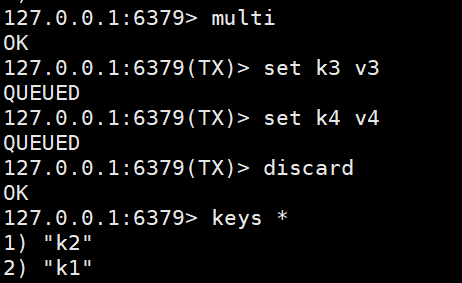 127.0.0.1:6379> multi
OK
127.0.0.1:6379(TX)> set k3 v3
QUEUED
127.0.0.1:6379(TX)> set k4 v4
QUEUED
127.0.0.1:6379(TX)> discard
OK
127.0.0.1:6379> keys *
1) "k2"
2) "k1"